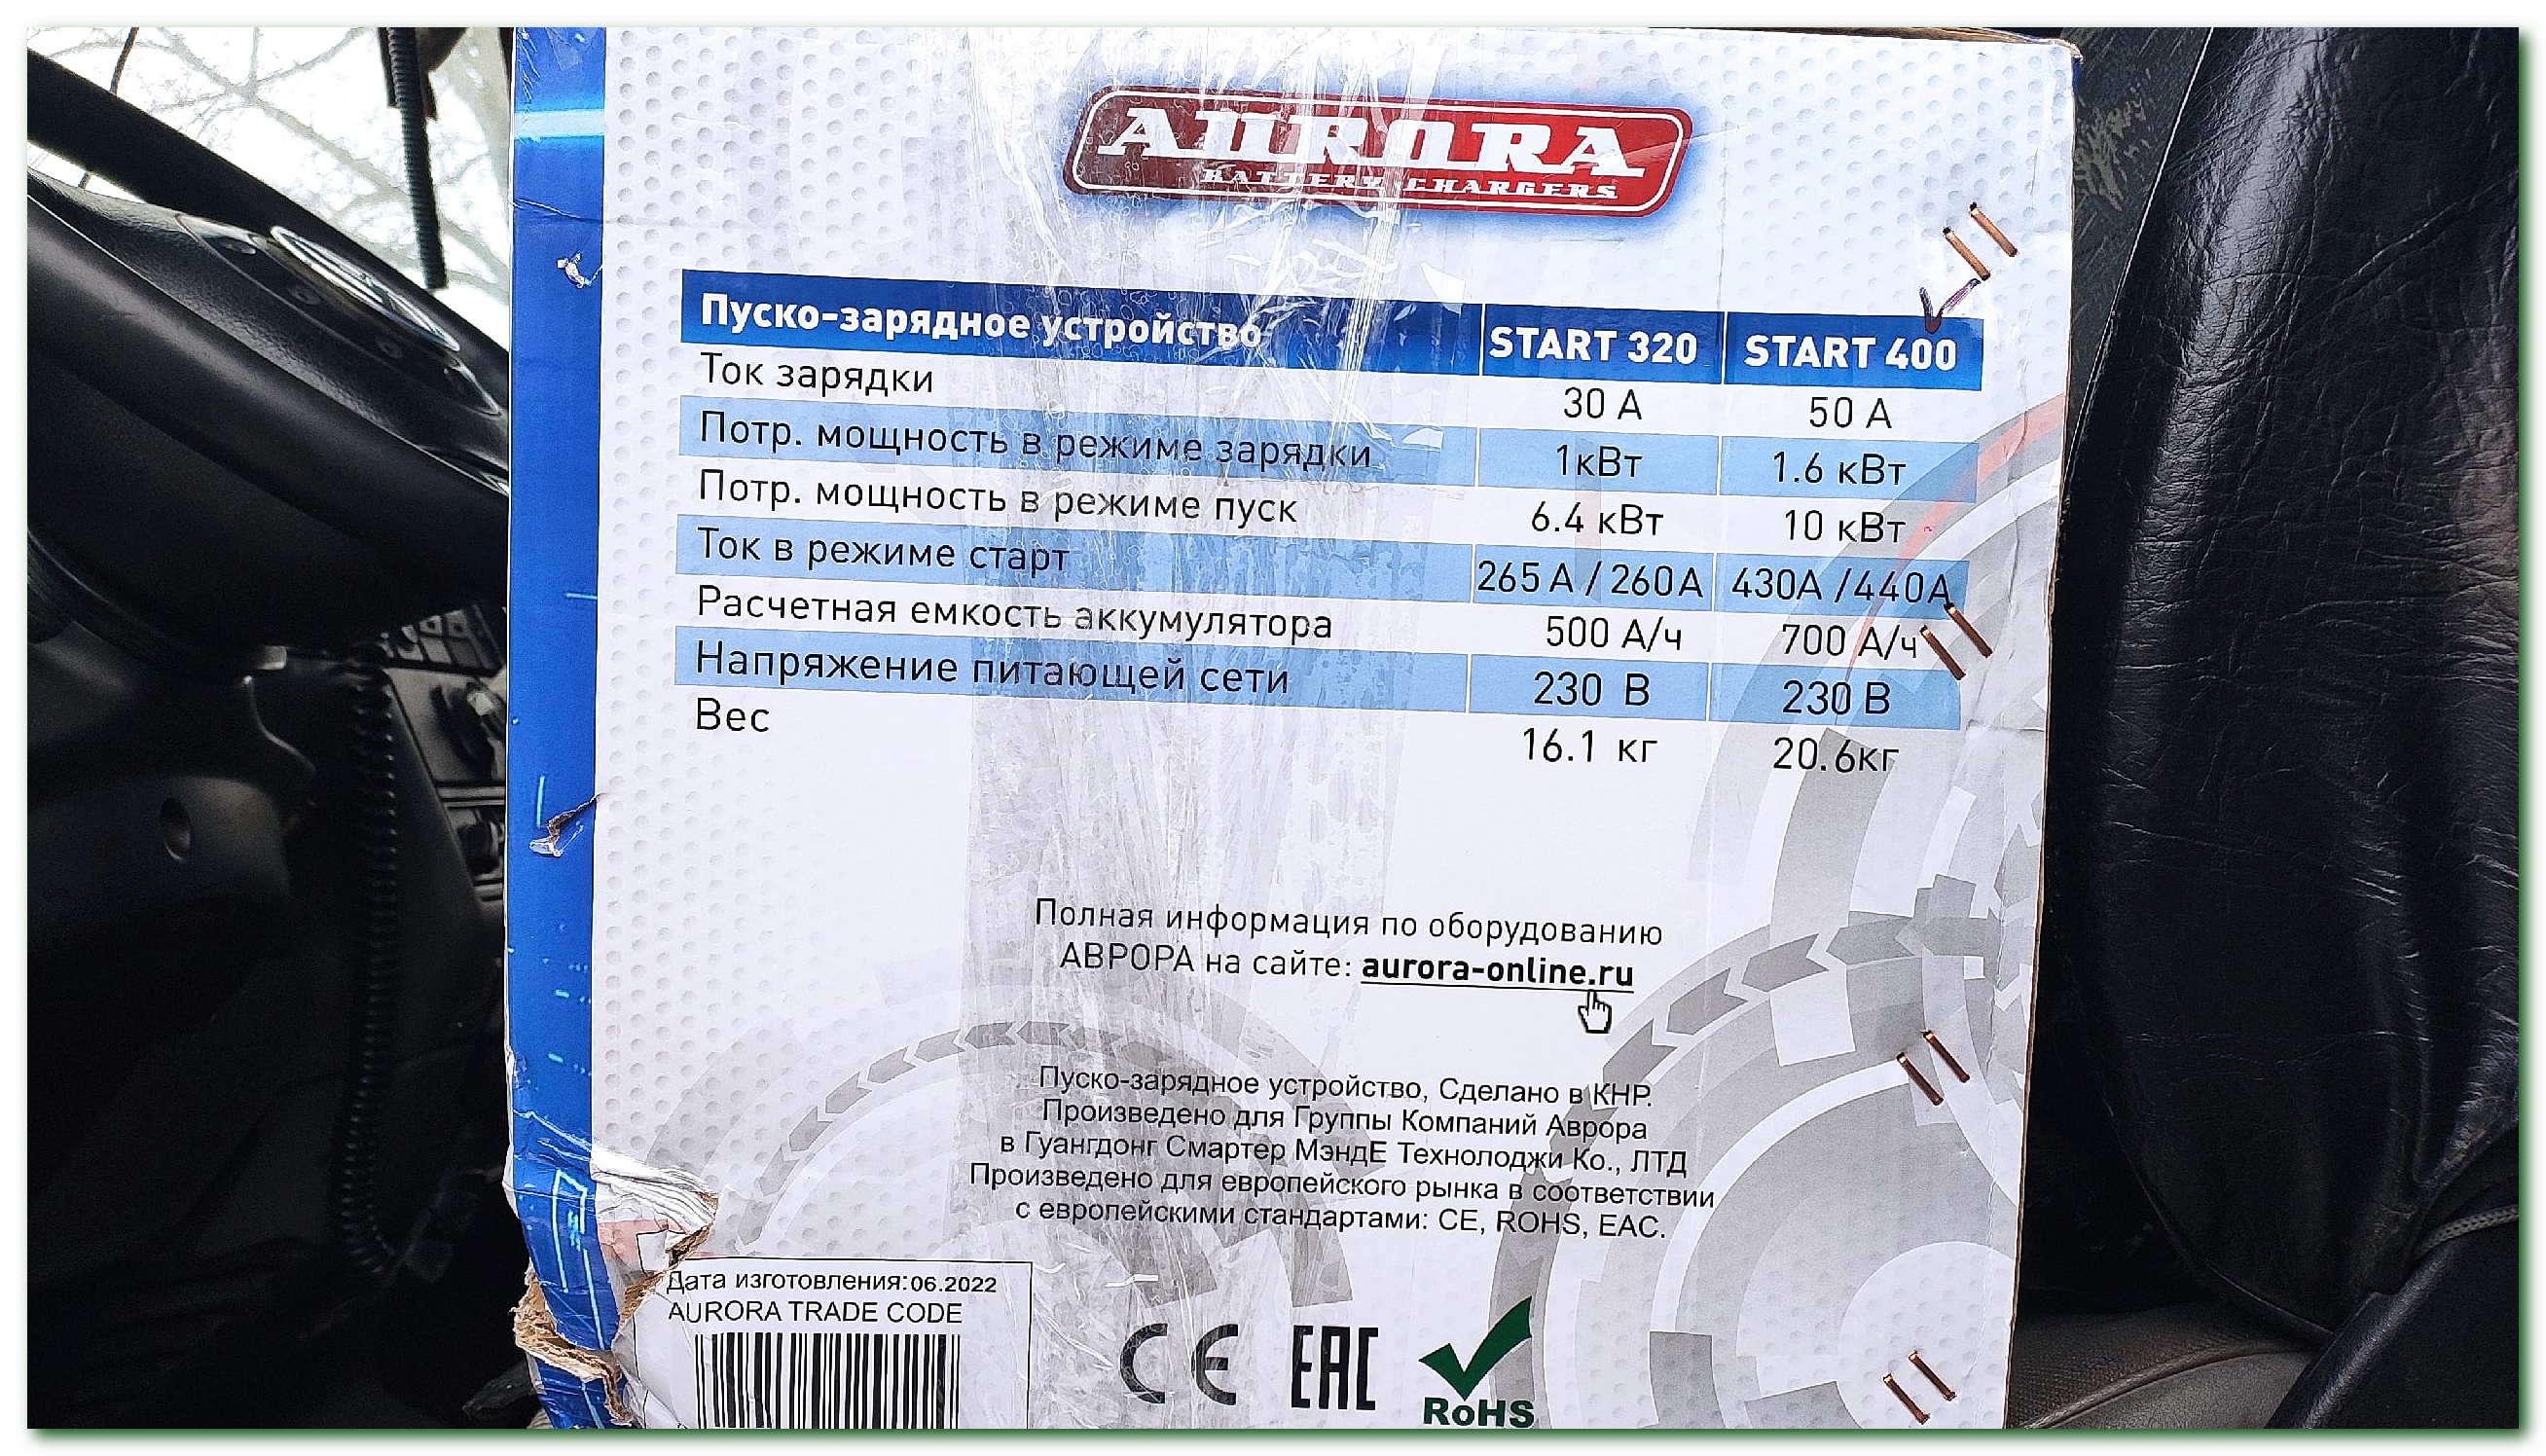 AURORA
BATTERY CHARGERS
Пуско-зарядное устройство START 320 START 400
Ток зарядки 30 А 50 А
Потр. мощность в режиме зарядки 1кВт 1.6 кВт
Потр. мощность в режиме пуск 6.4 кВт 10 кВт
Ток в режиме старт 265 А / 260А 430А /440А
Расчетная емкость аккумулятора 500 А/ч 700 А/ч
Напряжение питающей сети 230 В 230 В
Вес 16.1 кг 20.6кг
Полная информация по оборудованию
АВРОРА на сайте: aurora-online.ru
Пуско-зарядное устройство, Сделано в КНР.
Произведено для Группы Компаний Аврора
в Гуангдонг Смартер МэндЕ Технолоджи Ко., ЛТД
Произведено для европейского рынка в соответствии
с европейскими стандартами: CE, ROHS, EAC.
Дата изготовления:06.2022
AURORA TRADE CODE
CE EAC RoHS